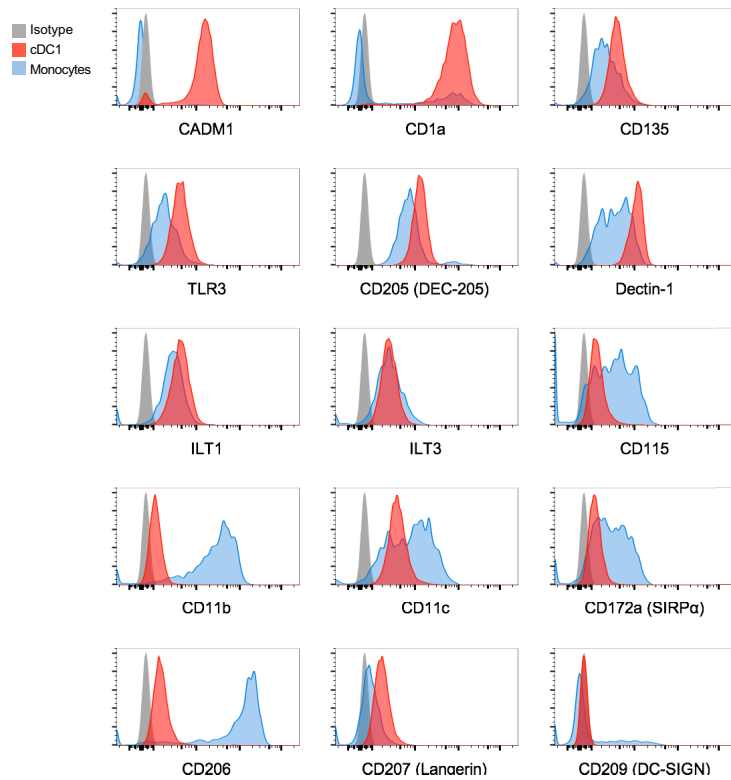 Isotype
cDC1
Monocytes
CADM1
CD1a
CD135
TLR3
CD205 (DEC-205)
Dectin-1
ILT1
ILT3
CD115
CD11b
CD11c
CD172a (SIRPα)
CD206
CD207 (Langerin)
CD209 (DC-SIGN)